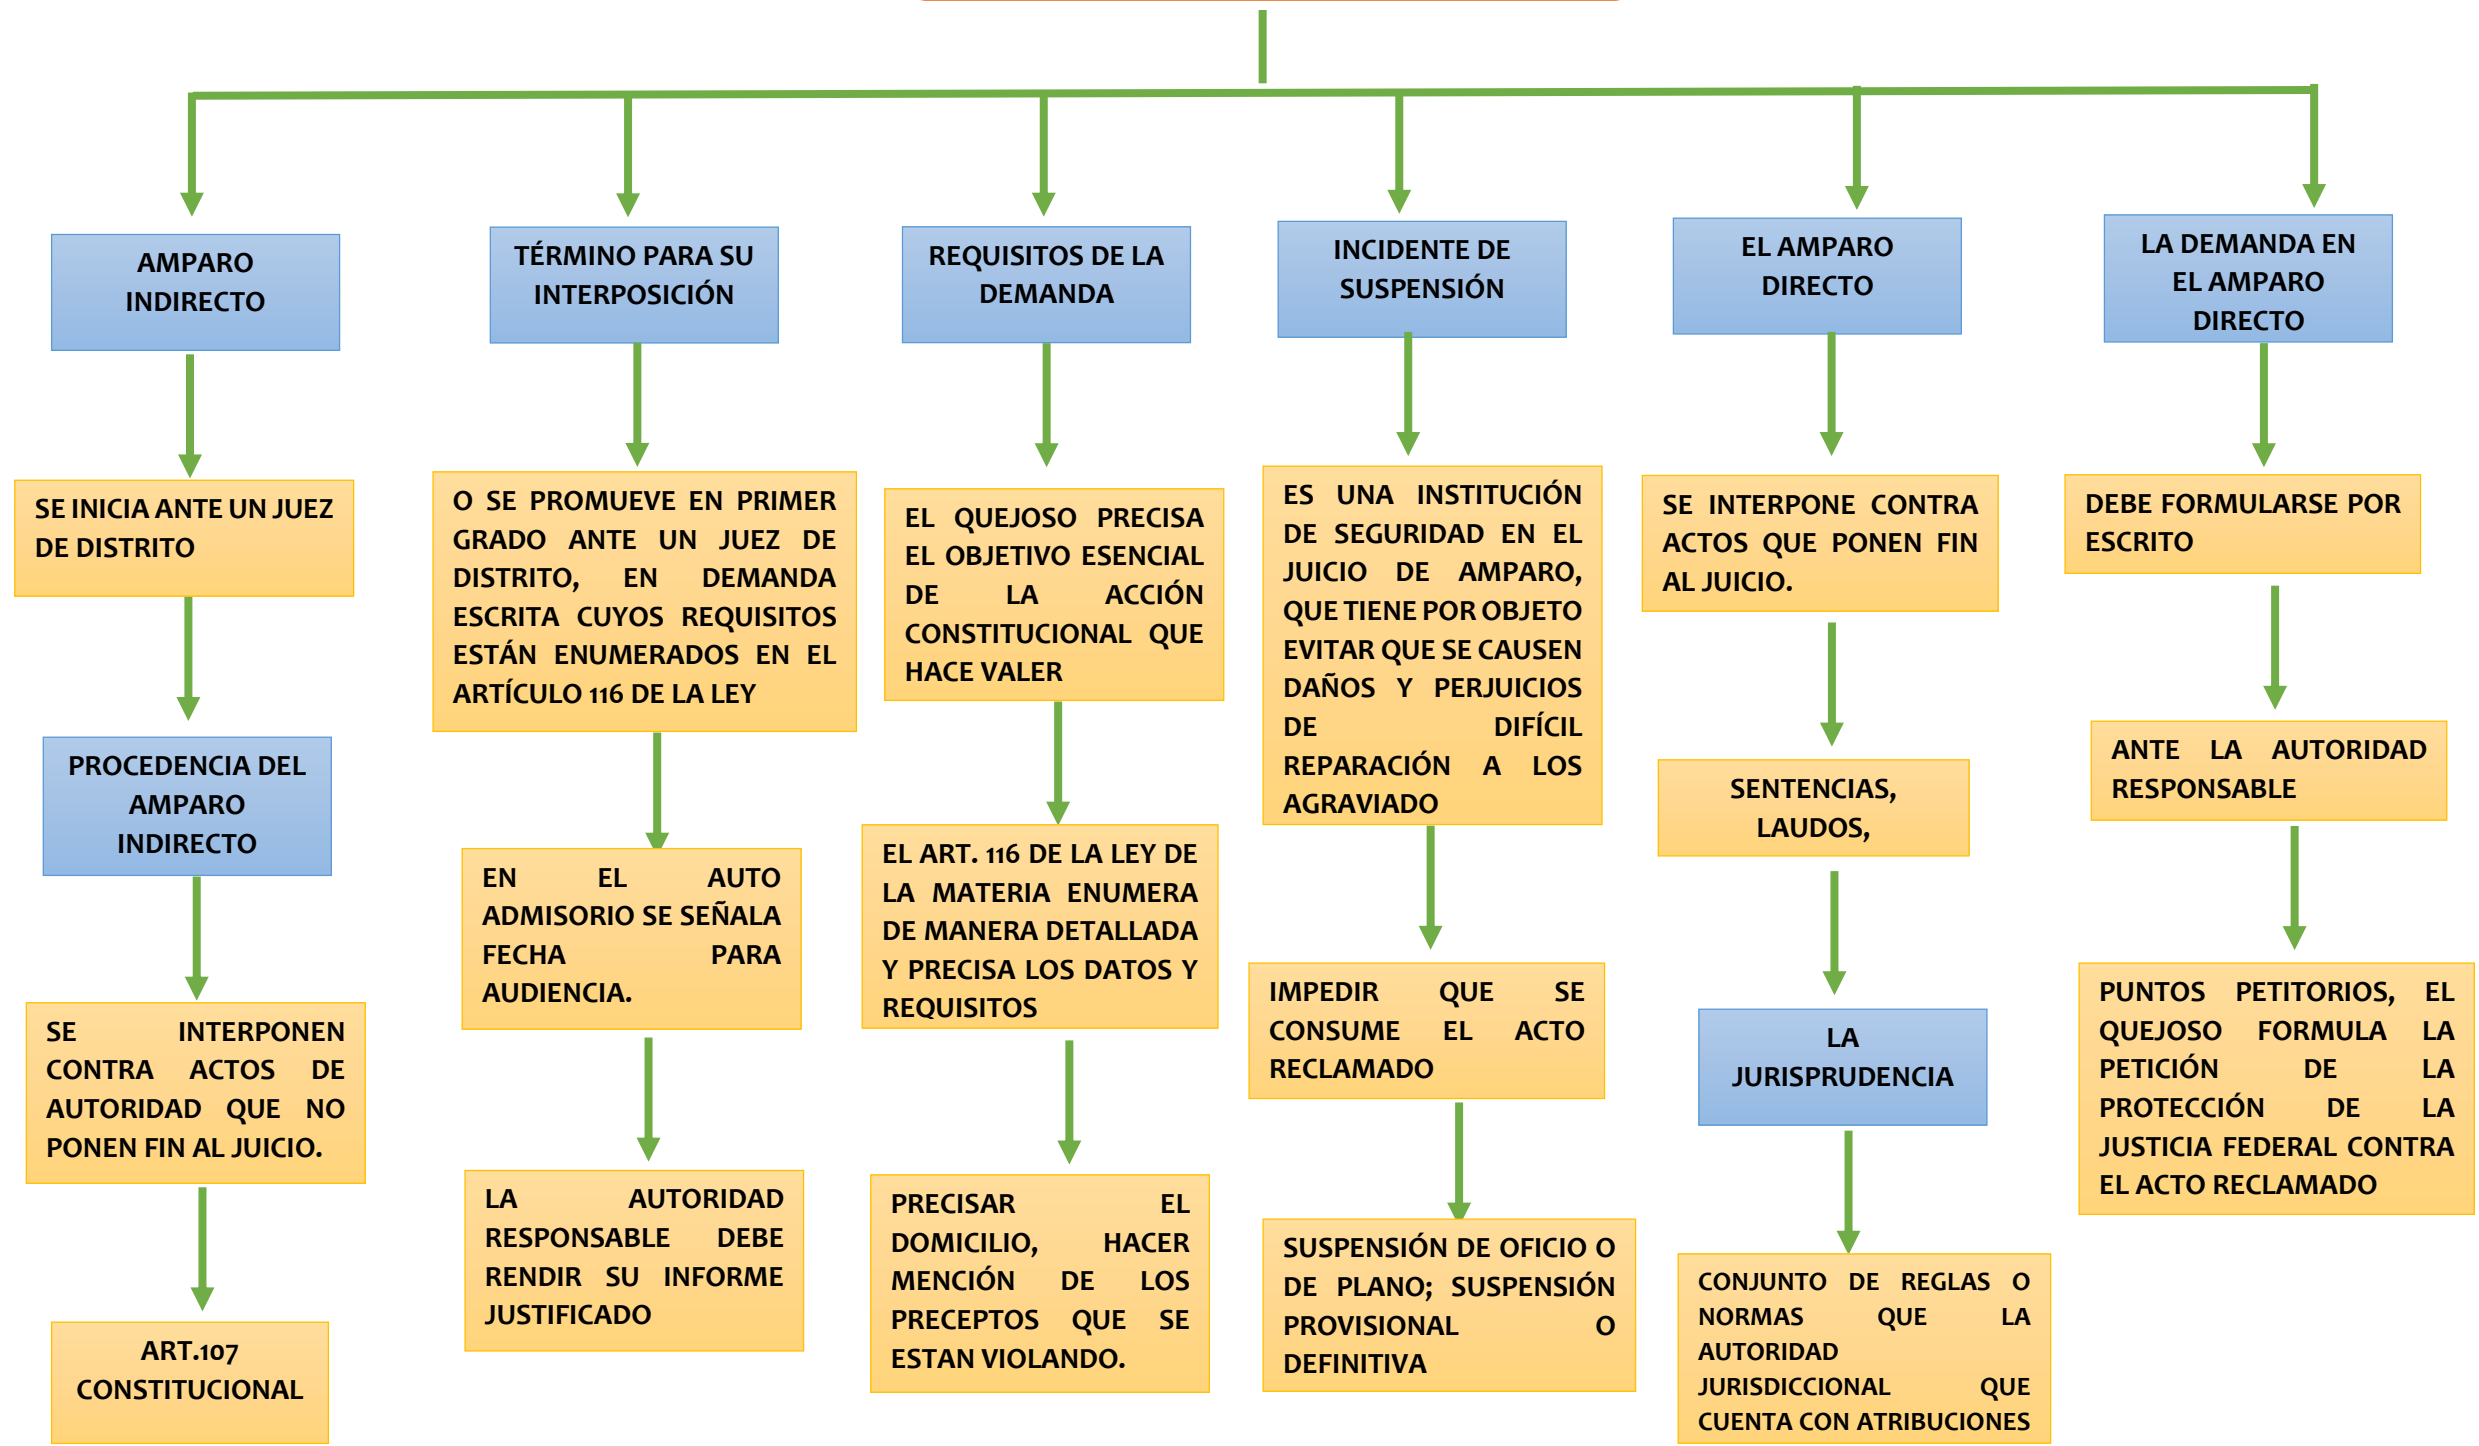 AMPARO
INDIRECTO
SE INICIA ANTE UN JUEZ
DE DISTRITO
PROCEDENCIA DEL
AMPARO
INDIRECTO
SE INTERPONEN
CONTRA ACTOS DE
AUTORIDAD QUE NO
PONEN FIN AL JUICIO.
ART.107
CONSTITUCIONAL
TÉRMINO PARA SU
INTERPOSICIÓN
O SE PROMUEVE EN PRIMER
GRADO ANTE UN JUEZ DE
DISTRITO, EN DEMANDA
ESCRITA CUYOS REQUISITOS
ESTÁN ENUMERADOS EN EL
ARTÍCULO 116 DE LA LEY
EN EL AUTO
ADMISORIO SE SEÑALA
FECHA PARA
AUDIENCIA.
LA AUTORIDAD
RESPONSABLE DEBE
RENDIR SU INFORME
JUSTIFICADO
REQUISITOS DE LA
DEMANDA
EL QUEJOSO PRECISA
EL OBJETIVO ESENCIAL
DE LA ACCIÓN
CONSTITUCIONAL QUE
HACE VALER
EL ART. 116 DE LA LEY DE
LA MATERIA ENUMERA
DE MANERA DETALLADA
Y PRECISA LOS DATOS Y
REQUISITOS
PRECISAR EL
DOMICILIO, HACER
MENCIÓN DE LOS
PRECEPTOS QUE SE
ESTAN VIOLANDO.
INCIDENTE DE
SUSPENSIÓN
ES UNA INSTITUCIÓN
DE SEGURIDAD EN EL
JUICIO DE AMPARO,
QUE TIENE POR OBJETO
EVITAR QUE SE CAUSEN
DAÑOS Y PERJUICIOS
DE DIFÍCIL
REPARACIÓN A LOS
AGRAVIADO
IMPEDIR QUE SE
CONSUME EL ACTO
RECLAMADO
SUSPENSIÓN DE OFICIO O
DE PLANO; SUSPENSIÓN
PROVISIONAL O
DEFINITIVA
EL AMPARO
DIRECTO
SE INTERPONE CONTRA
ACTOS QUE PONEN FIN
AL JUICIO.
SENTENCIAS,
LAUDOS,
LA
JURISPRUDENCIA
CONJUNTO DE REGLAS O
NORMAS QUE LA
AUTORIDAD
JURISDICCIONAL QUE
CUENTA CON ATRIBUCIONES
LA DEMANDA EN
EL AMPARO
DIRECTO
DEBE FORMULARSE POR
ESCRITO
ANTE LA AUTORIDAD
RESPONSABLE
PUNTOS PETITORIOS, EL
QUEJOSO FORMULA LA
PETICIÓN DE LA
PROTECCIÓN DE LA
JUSTICIA FEDERAL CONTRA
EL ACTO RECLAMADO